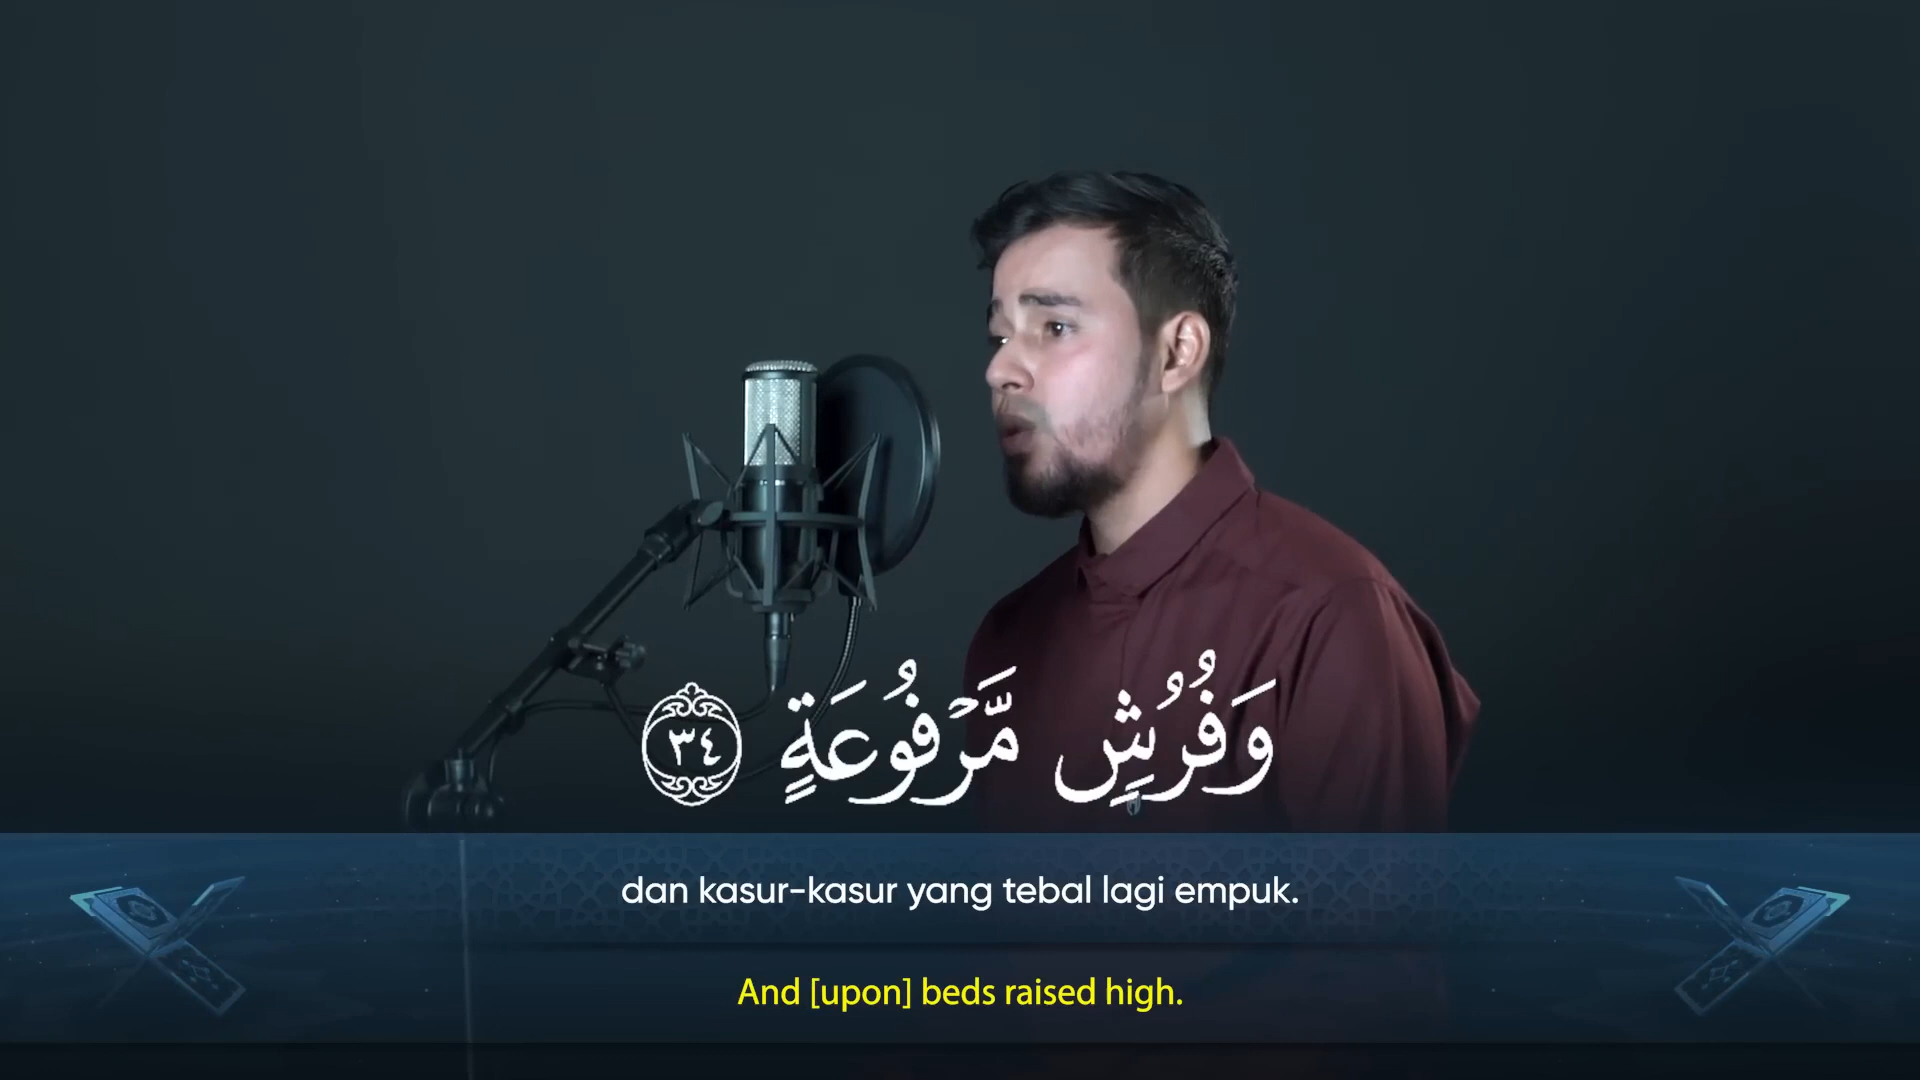 وَفُرُشٍ مَّرْفُوعَةٍ ٣٤
dan kasur-kasur yang tebal lagi empuk.
And [upon] beds raised high.